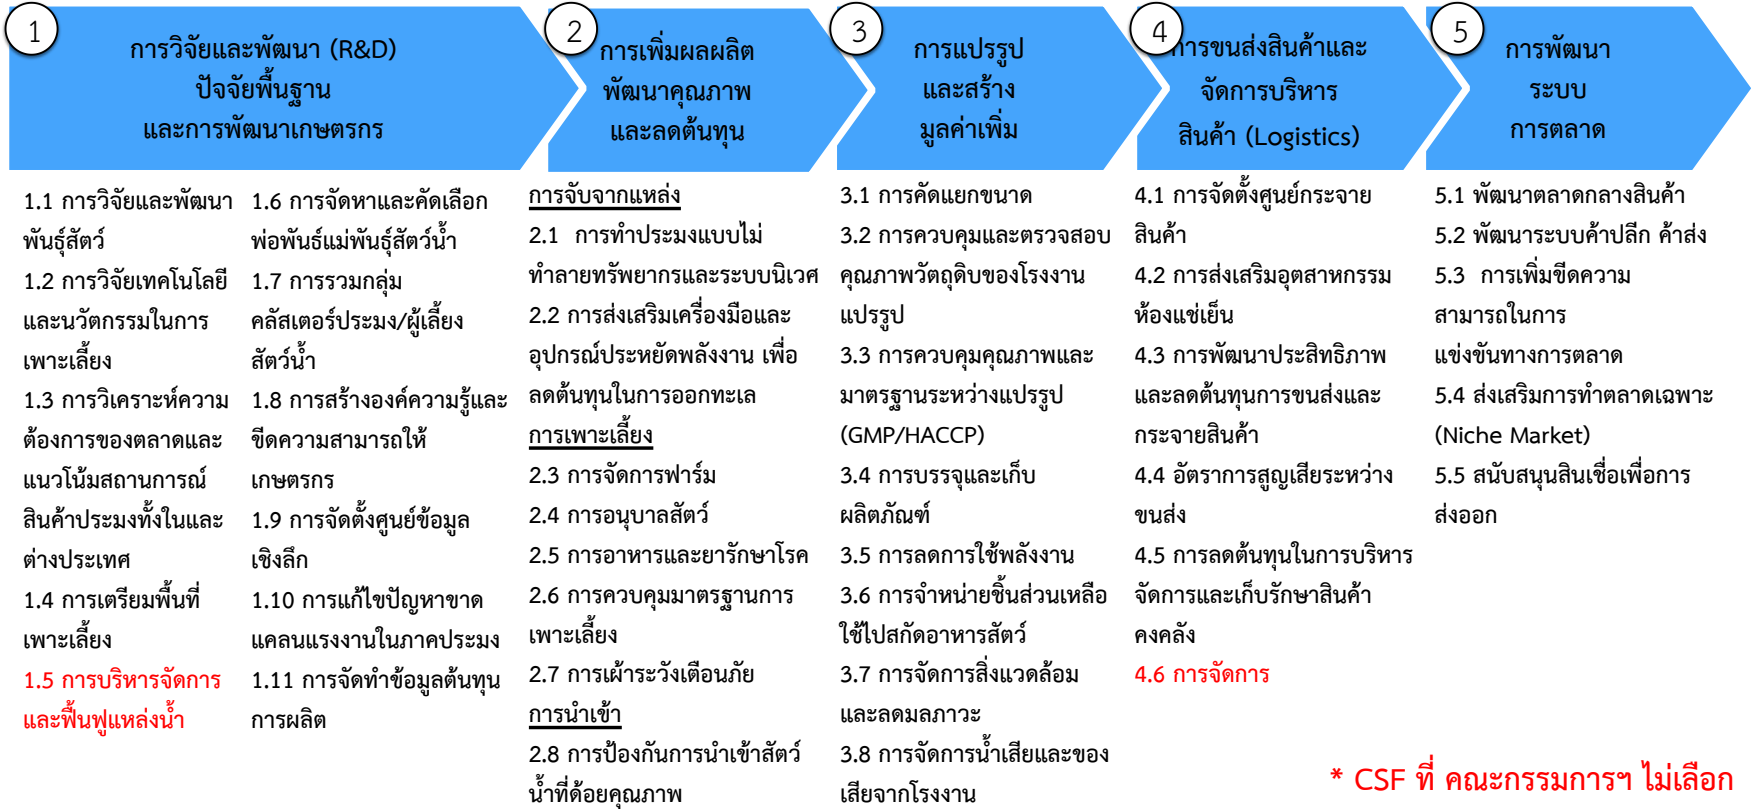 1
การวิจัยและพัฒนา (R&D)
ปัจจัยพื้นฐาน
และการพัฒนาเกษตรกร
2
การเพิ่มผลผลิต
พัฒนาคุณภาพ
และลดต้นทุน
3
การแปรรูป
และสร้าง
มูลค่าเพิ่ม
4
การขนส่งสินค้าและ
จัดการบริหาร
สินค้า (Logistics)
5
การพัฒนา
ระบบ
การตลาด
1.1 การวิจัยและพัฒนา
พันธุ์สัตว์
1.2 การวิจัยเทคโนโลยี
และนวัตกรรมในการ
เพาะเลี้ยง
1.3 การวิเคราะห์ความ
ต้องการของตลาดและ
แนวโน้มสถานการณ์
สินค้าประมงทั้งในและ
ต่างประเทศ
1.4 การเตรียมพื้นที่
เพาะเลี้ยง
1.5 การบริหารจัดการ
และฟื้นฟูแหล่งน้ำ
1.6 การจัดหาและคัดเลือก
พ่อพันธ์แม่พันธุ์สัตว์น้ำ
1.7 การรวมกลุ่ม
คลัสเตอร์ประมง/ผู้เลี้ยง
สัตว์น้ำ
1.8 การสร้างองค์ความรู้และ
ขีดความสามารถให้
เกษตรกร
1.9 การจัดตั้งศูนย์ข้อมูล
เชิงลึก
1.10 การแก้ไขปัญหาขาด
แคลนแรงงานในภาคประมง
1.11 การจัดทำข้อมูลต้นทุน
การผลิต
การจับจากแหล่ง
2.1 การทำประมงแบบไม่
ทำลายทรัพยากรและระบบนิเวศ
2.2 การส่งเสริมเครื่องมือและ
อุปกรณ์ประหยัดพลังงาน เพื่อ
ลดต้นทุนในการออกทะเล
การเพาะเลี้ยง
2.3 การจัดการฟาร์ม
2.4 การอนุบาลสัตว์
2.5 การอาหารและยารักษาโรค
2.6 การควบคุมมาตรฐานการ
เพาะเลี้ยง
2.7 การเผ้าระวังเตือนภัย
การนำเข้า
2.8 การป้องกันการนำเข้าสัตว์
น้ำที่ด้อยคุณภาพ
3.1 การคัดแยกขนาด
3.2 การควบคุมและตรวจสอบ
คุณภาพวัตถุดิบของโรงงาน
แปรรูป
3.3 การควบคุมคุณภาพและ
มาตรฐานระหว่างแปรรูป
(GMP/HACCP)
3.4 การบรรจุและเก็บ
ผลิตภัณฑ์
3.5 การลดการใช้พลังงาน
3.6 การจำหน่ายชิ้นส่วนเหลือ
ใช้ไปสกัดอาหารสัตว์
3.7 การจัดการสิ่งแวดล้อม
และลดมลภาวะ
3.8 การจัดการน้ำเสียและของ
เสียจากโรงงาน
4.1 การจัดตั้งศูนย์กระจาย
สินค้า
4.2 การส่งเสริมอุตสาหกรรม
ห้องแช่เย็น
4.3 การพัฒนาประสิทธิภาพ
และลดต้นทุนการขนส่งและ
กระจายสินค้า
4.4 อัตราการสูญเสียระหว่าง
ขนส่ง
4.5 การลดต้นทุนในการบริหาร
จัดการและเก็บรักษาสินค้า
คงคลัง
4.6 การจัดการ
5.1 พัฒนาตลาดกลางสินค้า
5.2 พัฒนาระบบค้าปลีก ค้าส่ง
5.3 การเพิ่มขีดความ
สามารถในการ
แข่งขันทางการตลาด
5.4 ส่งเสริมการทำตลาดเฉพาะ
(Niche Market)
5.5 สนับสนุนสินเชื่อเพื่อการ
ส่งออก
* CSF ที่ คณะกรรมการฯ ไม่เลือก